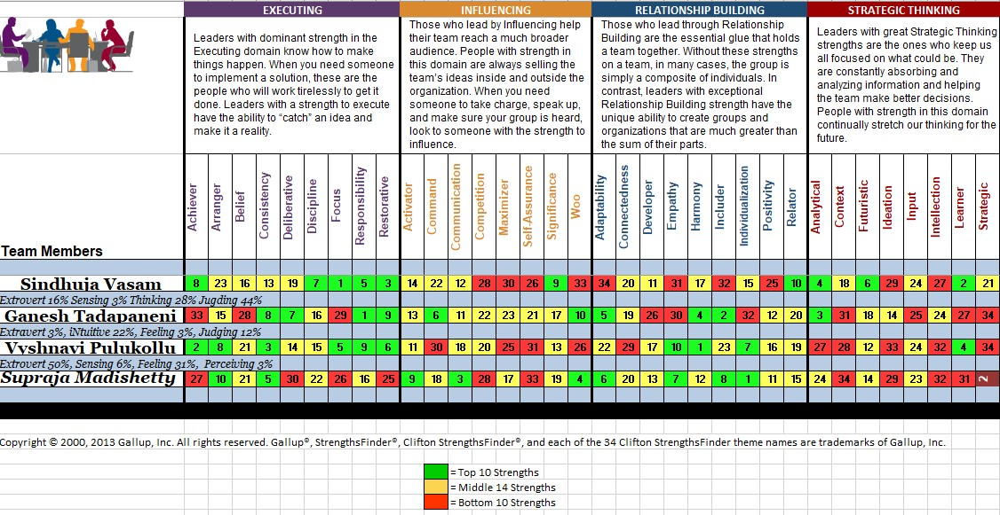 EXECUTING INFLUENCING RELATIONSHIP BUILDING STRATEGIC THINKING
Leaders with dominant strength in the
Executing domain know how to make
things happen. When you need someone
to implement a solution, these are the
people who will work tirelessly to get it
done. Leaders with a strength to execute
have the ability to “catch” an idea and
make it a reality.
Those who lead by Influencing help
their team reach a much broader
audience. People with strength in
this domain are always selling the
team’s ideas inside and outside the
organization. When you need
someone to take charge, speak up,
and make sure your group is heard,
look to someone with the strength to
influence.
Those who lead through Relationship
Building are the essential glue that holds
a team together. Without these strengths
on a team, in many cases, the group is
simply a composite of individuals. In
contrast, leaders with exceptional
Relationship Building strength have the
unique ability to create groups and
organizations that are much greater than
the sum of their parts.
Leaders with great Strategic Thinking
strengths are the ones who keep us
all focused on what could be. They
are constantly absorbing and
analyzing information and helping
the team make better decisions.
People with strength in this domain
continually stretch our thinking for the
future.
Team Members Achiever Arranger Belief Consistency Deliberative Discipline Focus Responsibility Restorative Activator Command Communication Competition Maximizer Self-Assurance Significance Woo Adaptability Connectedness Developer Empathy Harmony Includer Individualization Positivity Relator Analytical Context Futuristic Ideation Input Intellection Learner Strategic
Sindhuja Vasam 8 23 16 13 19 7 1 5 3 14 22 12 28 30 26 9 33 34 20 11 31 17 32 15 25 10 4 18 6 29 24 27 2 21
Extrovert 16% Sensing 3% Thinking 28% Jugding 44%
Ganesh Tadapaneni 33 15 28 8 7 16 29 1 9 13 6 11 22 23 21 17 10 5 19 26 30 4 2 32 12 20 3 31 18 14 25 24 27 34
Extravert 3%, iNtuitive 22%, Feeling 3%, Judging 12%
Vyshnavi Pulukollu 2 8 21 3 14 15 5 9 6 11 30 18 20 25 31 13 26 22 29 17 10 1 23 7 16 19 27 28 12 33 24 32 4 34
Extrovert 50%, Sensing 6%, Feeling 31%, Perceiving 3%
Supraja Madishetty 27 10 21 5 30 22 26 16 25 9 18 3 28 17 33 19 4 6 20 13 7 12 8 1 11 15 24 34 14 29 23 32 31 2
Copyright © 2000, 2013 Gallup, Inc. All rights reserved. Gallup®, StrengthsFinder®, Clifton StrengthsFinder®, and each of the 34 Clifton StrengthsFinder theme names are trademarks of Gallup, Inc.
= Top 10 Strengths
= Middle 14 Strengths
= Bottom 10 Strengths